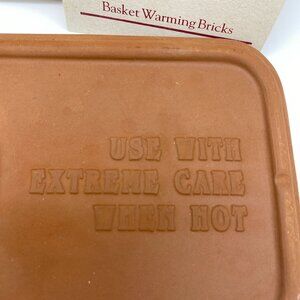 Basket Warming Bricks
USE WITH
EXTREME CARE
WHEN HOT